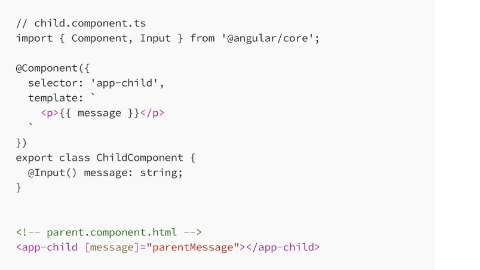 // child.component.ts
import { Component, Input } from '@angular/core';

@Component({
  selector: 'app-child',
  template: `
    <p>{{ message }}</p>
  `
})
export class ChildComponent {
  @Input() message: string;
}

<!-- parent.component.html -->
<app-child [message]="parentMessage"></app-child>